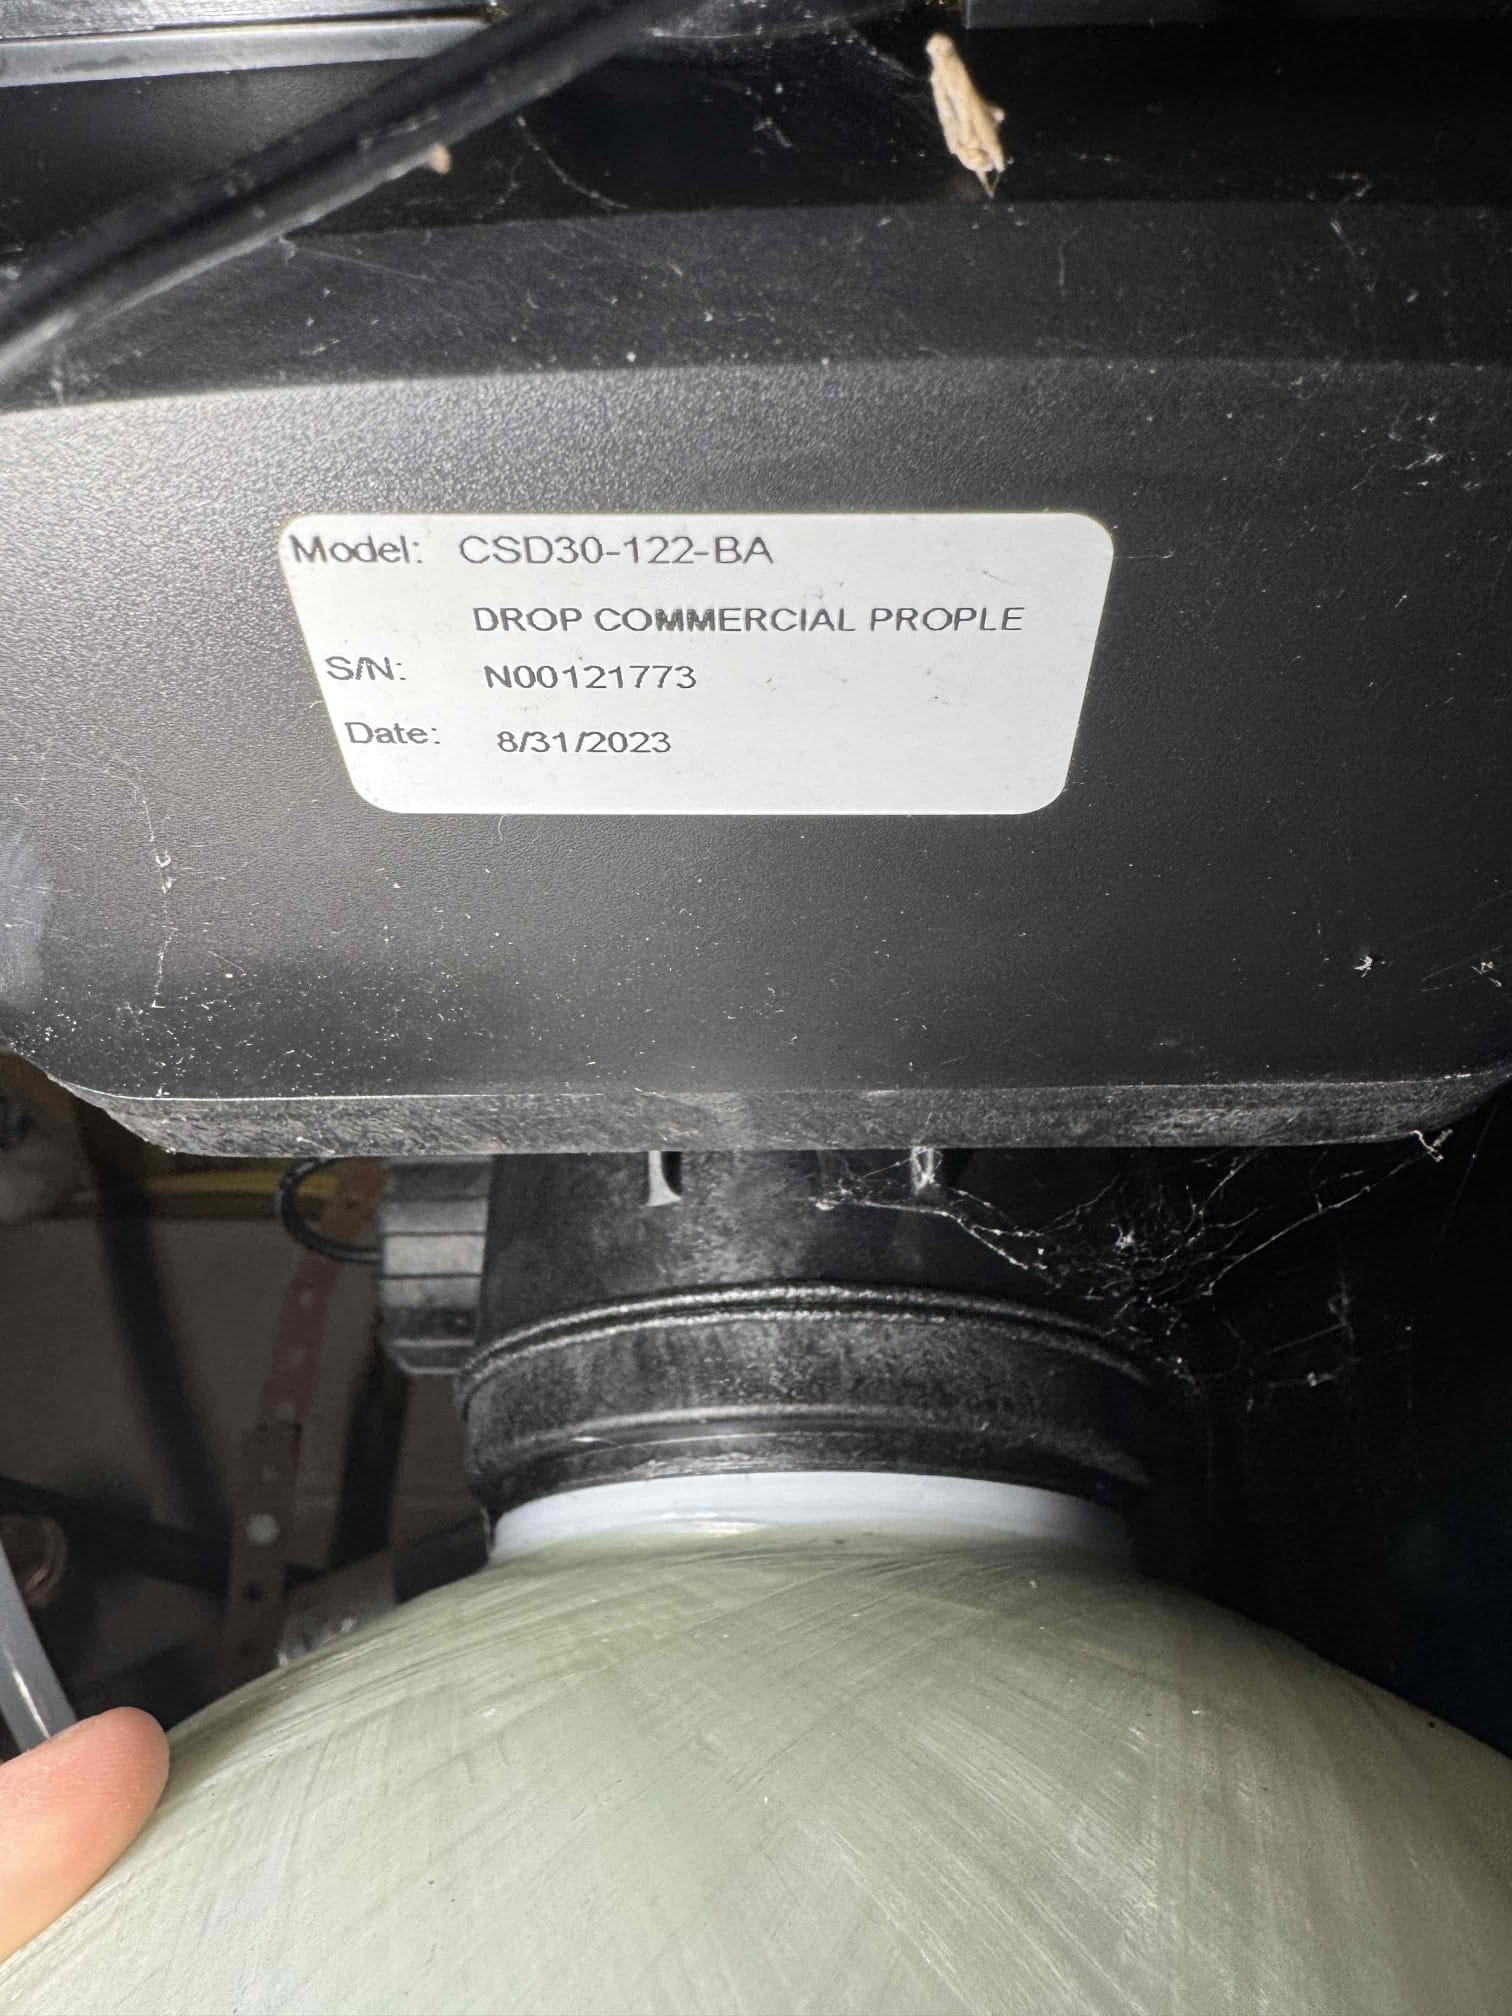 Model: CSD30-122-BA
DROP COMMERCIAL PROPLE
S/N: N00121773
Date: 8/31/2023